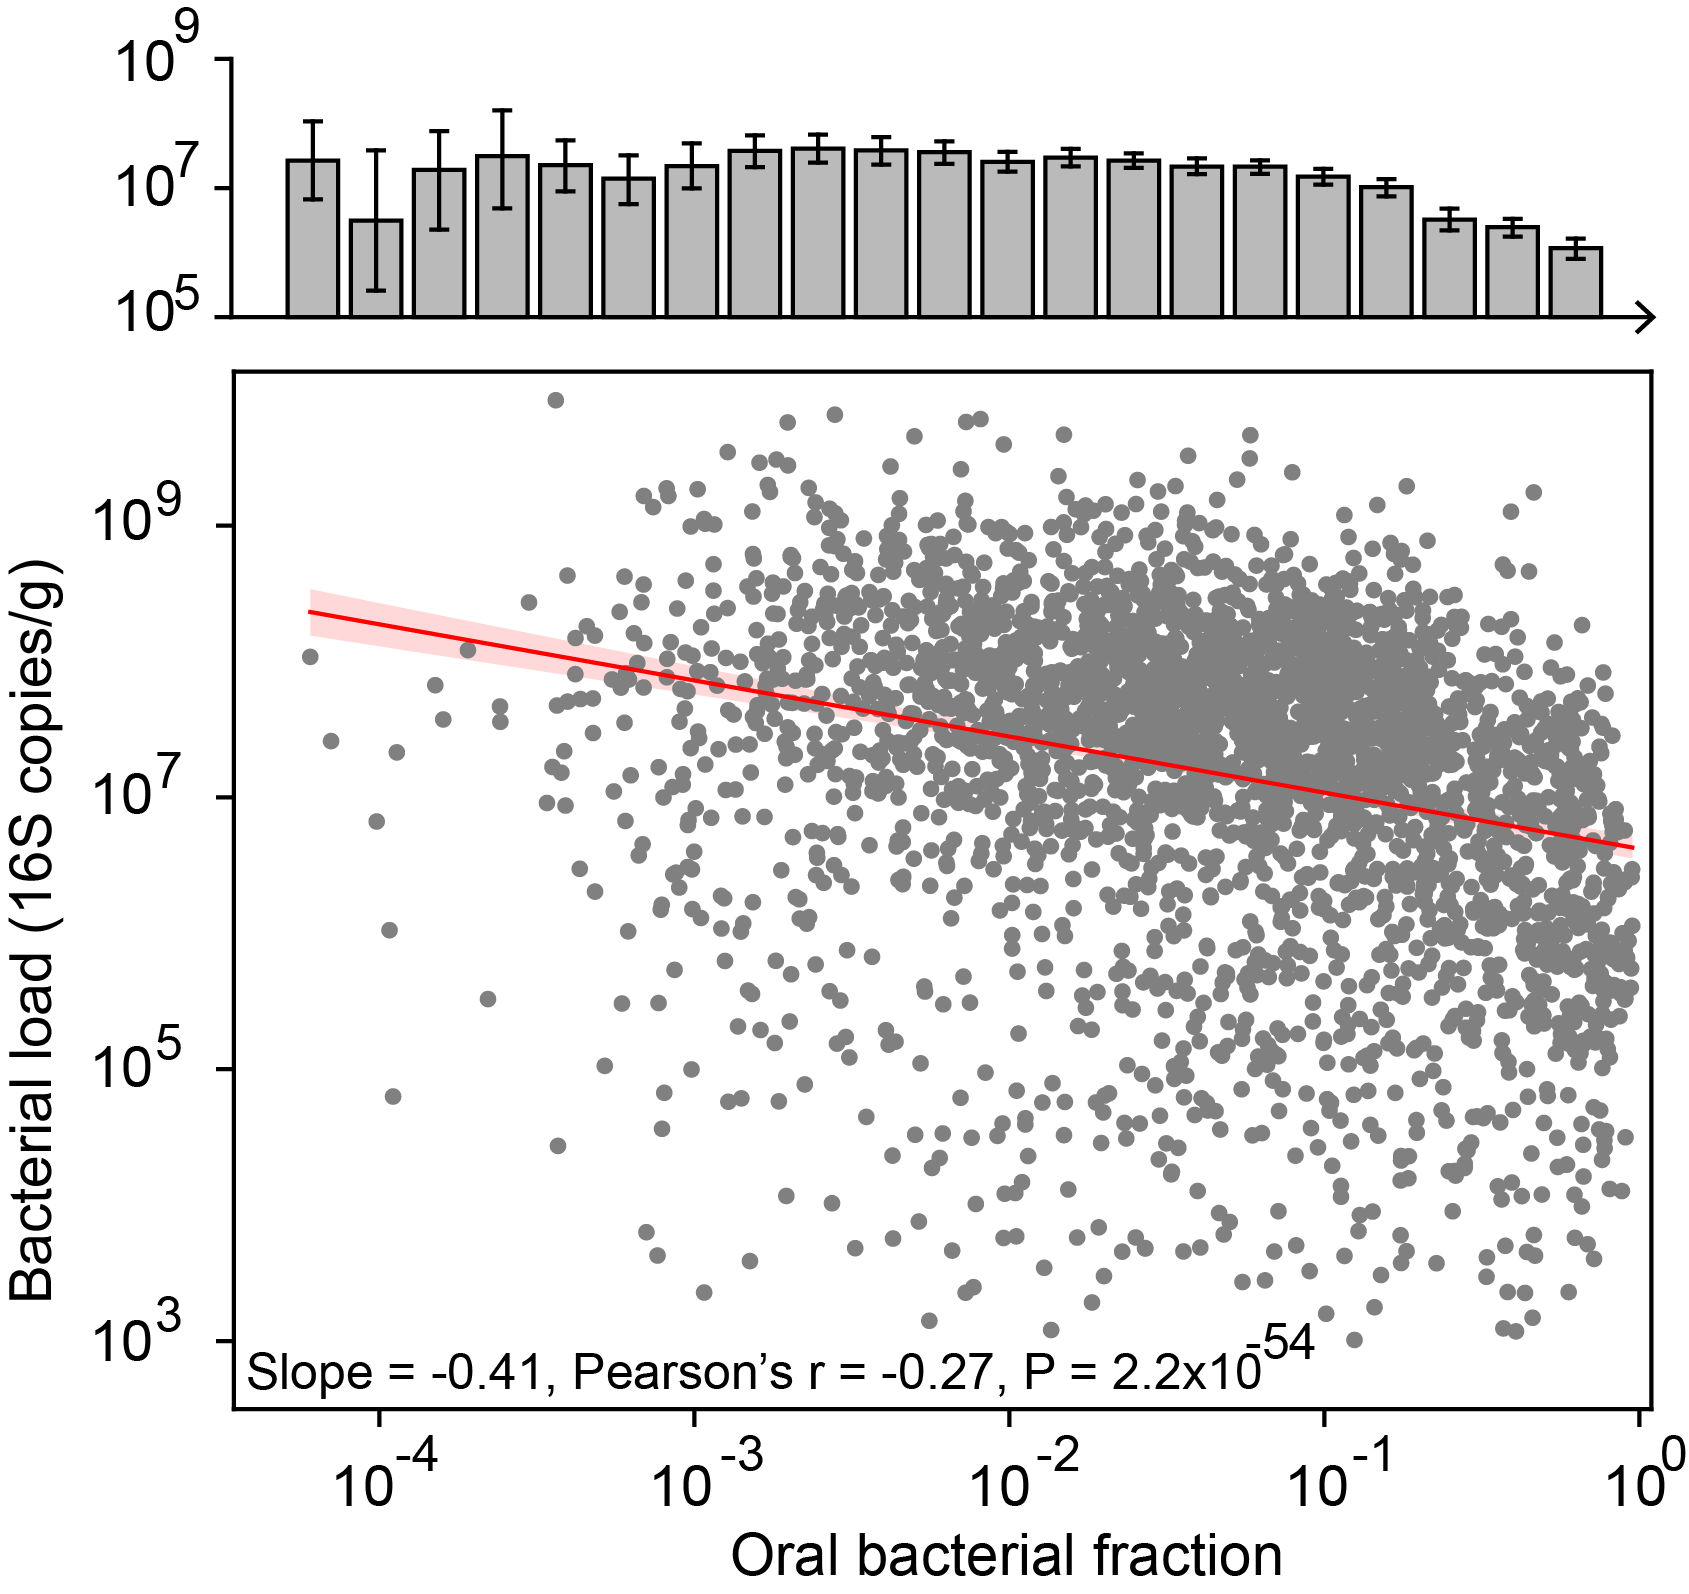 10^9
10^7
10^5
Bacterial load (16S copies/g)
10^9
10^7
10^5
10^3
Slope = -0.41, Pearson’s r = -0.27, P = 2.2x10^-54
10^-4 10^-3 10^-2 10^-1 10^0
Oral bacterial fraction